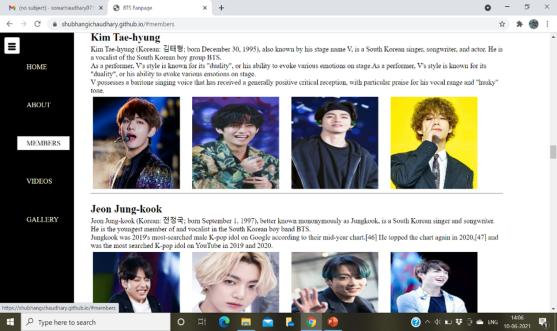 (no subject) - soorarhaudhary87
BTS Fanpage
shubhangichaudhary.github.io/#members
HOME
ABOUT
MEMBERS
VIDEOS
GALLERY
Kim Tae-hyung
Kim Tae-hyung (Korean: 김태형; born December 30, 1995), also known by his stage name V, is a South Korean singer, songwriter, and actor. He is
a vocalist of the South Korean boy group BTS.
As a performer, V's style is known for its "duality", or his ability to evoke various emotions on stage.As a performer, V's style is known for its
"duality", or his ability to evoke various emotions on stage.
V possesses a baritone singing voice that has received a generally positive critical reception, with particular praise for his vocal range and "husky"
tone.
Jeon Jung-kook
Jeon Jung-kook (Korean: 전정국; born September 1, 1997), better known mononymously as Jungkook, is a South Korean singer and songwriter.
He is the youngest member of and vocalist in the South Korean boy band BTS.
Jungkook was 2019's most-searched male K-pop idol on Google according to their mid-year chart.[46] He topped the chart again in 2020,[47] and
was the most searched K-pop idol on YouTube in 2019 and 2020.
https://shubhangichaudhary.github.io/#members
Type here to search
ENG
14:06
10-06-2021